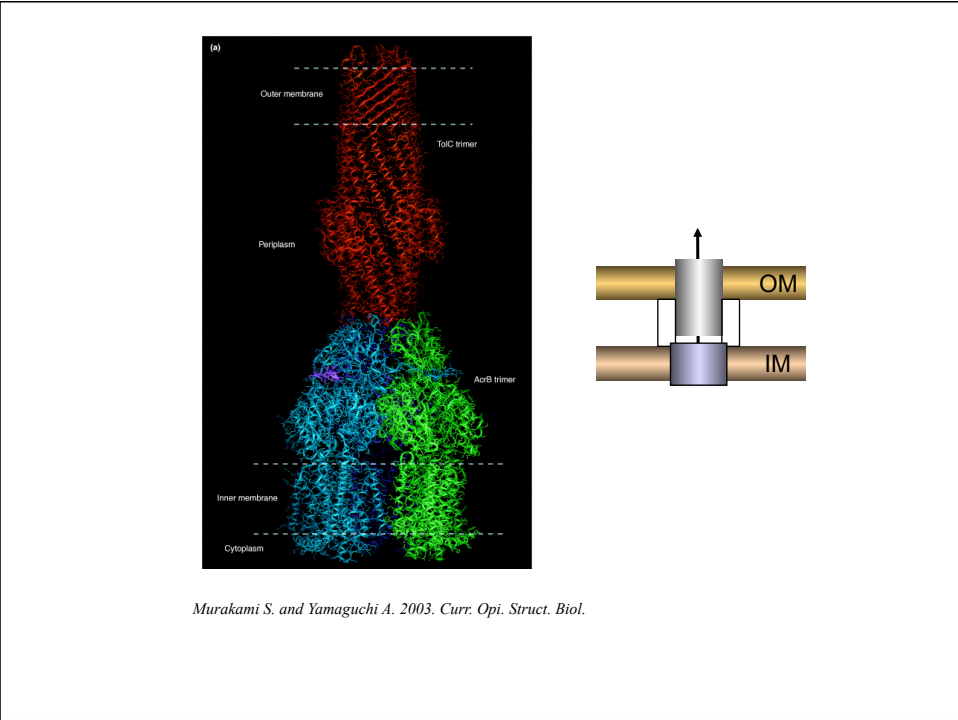 (a)
Outer membrane
TolC trimer
Periplasm
AcrB trimer
Inner membrane
Cytoplasm
OM
IM
Murakami S. and Yamaguchi A. 2003. Curr. Opi. Struct. Biol.